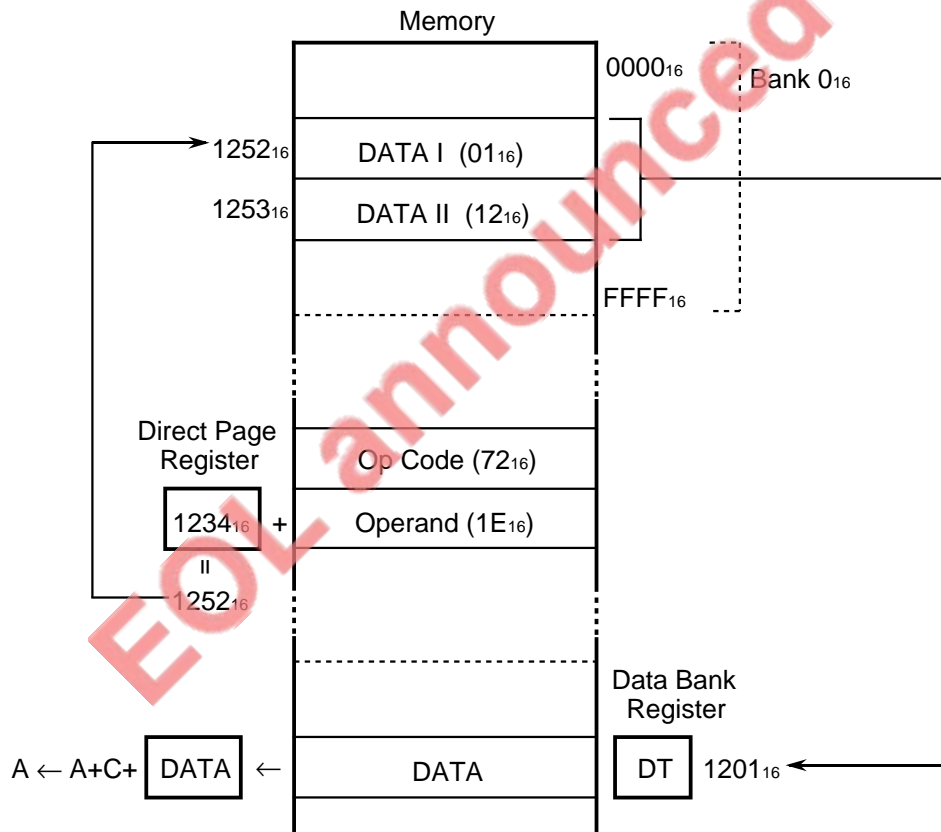 Memory
0000₁₆
Bank 0₁₆
1252₁₆ DATA I (01₁₆)
1253₁₆ DATA II (12₁₆)
FFFF₁₆
Direct Page
Register
Op Code (72₁₆)
1234₁₆ + Operand (1E₁₆)
=
1252₁₆
Data Bank
Register
A ← A+C+ DATA ← DATA DT 1201₁₆
EOL announced